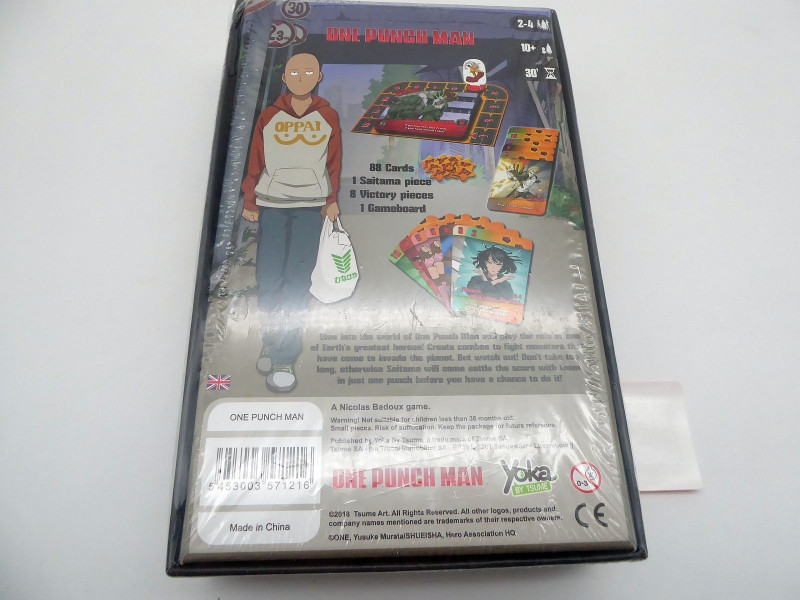 30
ONE PUNCH MAN
2-4
10+
30'
OPPAI
88 Cards
1 Saitama piece
8 Victory pieces
1 Gameboard
Dive into the world of One Punch Man and play the role of one
of Earth's greatest heroes! Create combos to fight monsters that
have come to invade the planet. But watch out! Don't take too
long, otherwise Saitama will come settle the score with them
in just one punch before you have a chance to do it!
ONE PUNCH MAN
5 453003 571216
Made in China
A Nicolas Badoux game.
Warning! Not suitable for children less than 36 months old.
Small pieces. Risk of suffocation. Keep the package for future reference.
Published by Yoka By Tsume, a trade mark of Tsume SA.
Tsume SA
ONE PUNCH MAN
Yoka
BY TSUME
0-3
CE
©2018 Tsume Art. All Rights Reserved. All other logos, products and
company names mentioned are trademarks of their respective owners.
©ONE, Yusuke Murata/SHUEISHA, Hero Association HQ